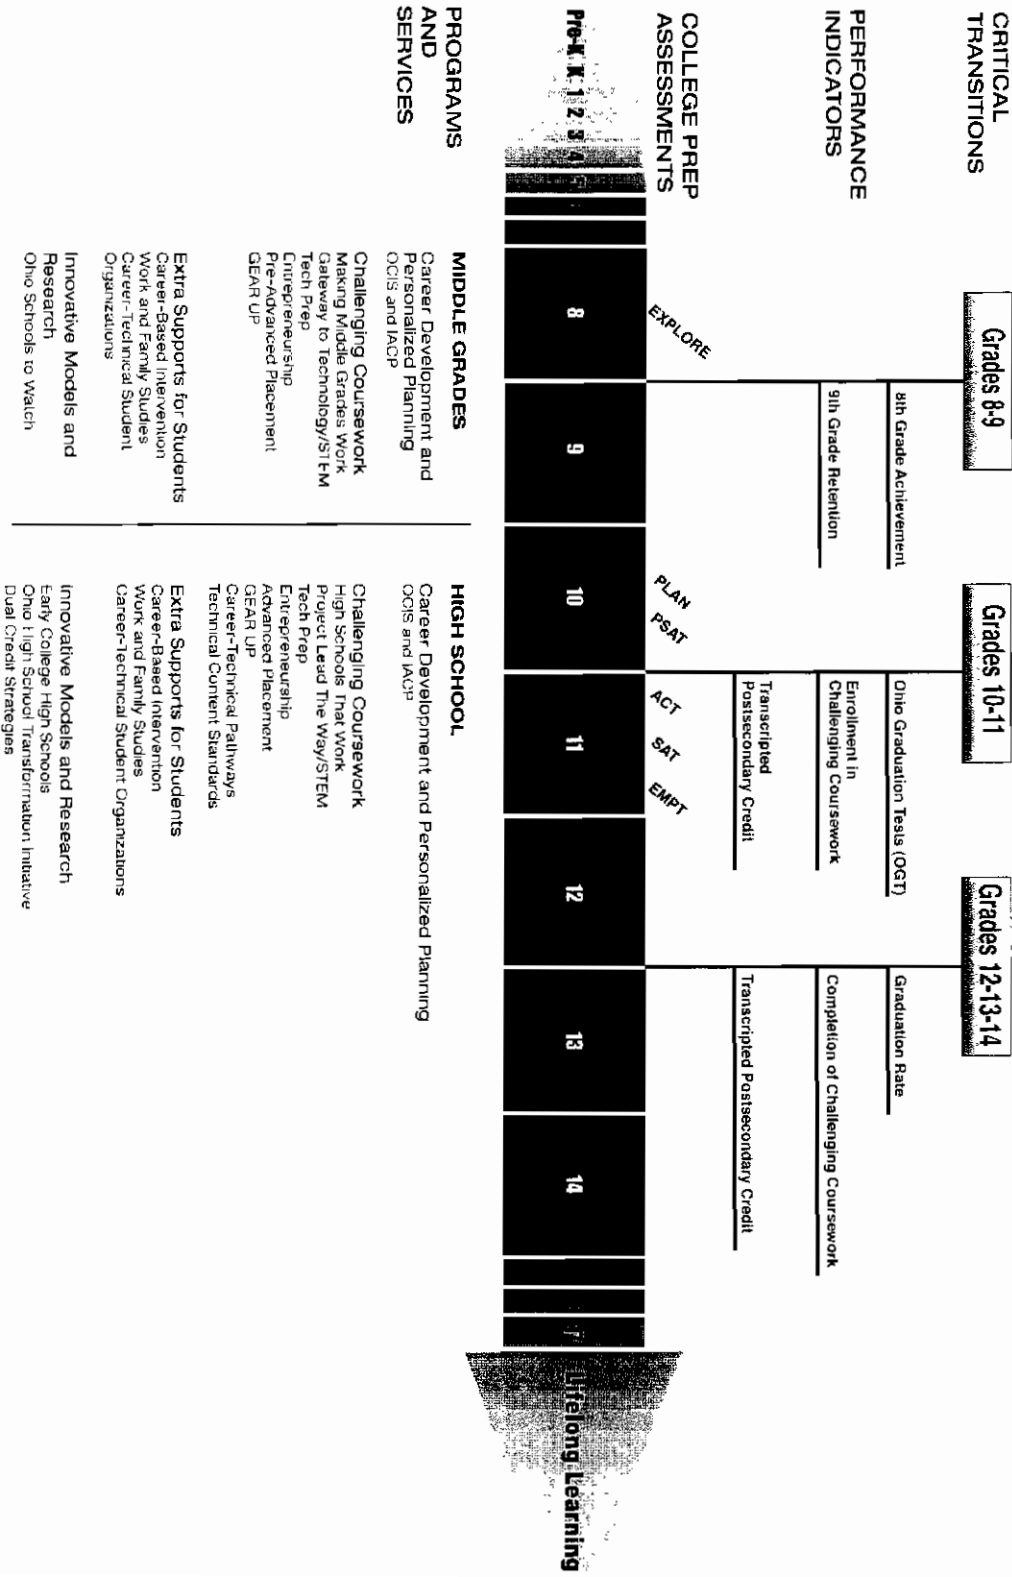 CRITICAL
TRANSITIONS
Grades 8-9
Grades 10-11
Grades 12-13-14
PERFORMANCE
INDICATORS
8th Grade Achievement
9th Grade Retention
Ohio Graduation Tests (OGT)
Enrollment in
Challenging Coursework
Transcripted
Postsecondary Credit
Graduation Rate
Completion of Challenging Coursework
Transcripted Postsecondary Credit
COLLEGE PREP
ASSESSMENTS
EXPLORE
PLAN
PSAT
ACT
SAT
EMPT
Pre-K K 1 2 3 4 5
8
9
10
11
12
13
14
Lifelong Learning
PROGRAMS
AND
SERVICES
MIDDLE GRADES
Career Development and
Personalized Planning
OCIS and IACP
Challenging Coursework
Making Middle Grades Work
Gateway to Technology/STEM
Tech Prep
Entrepreneurship
Pre-Advanced Placement
GEAR UP
Extra Supports for Students
Career-Based Intervention
Work and Family Studies
Career-Technical Student
Organizations
Innovative Models and
Research
Ohio Schools to Watch
HIGH SCHOOL
Career Development and Personalized Planning
OCIS and IACP
Challenging Coursework
High Schools That Work
Project Lead The Way/STEM
Tech Prep
Entrepreneurship
Advanced Placement
GEAR UP
Career-Technical Pathways
Technical Content Standards
Extra Supports for Students
Career-Based Intervention
Work and Family Studies
Career-Technical Student Organizations
Innovative Models and Research
Early College High Schools
Ohio High School Transformation Initiative
Dual Credit Strategies